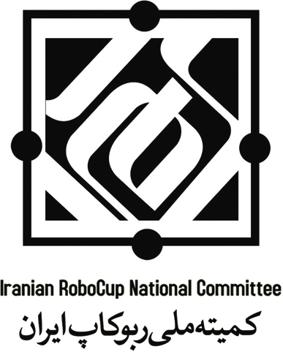 Iranian RoboCup National Committee
کمیته ملی ربوکاپ ایران